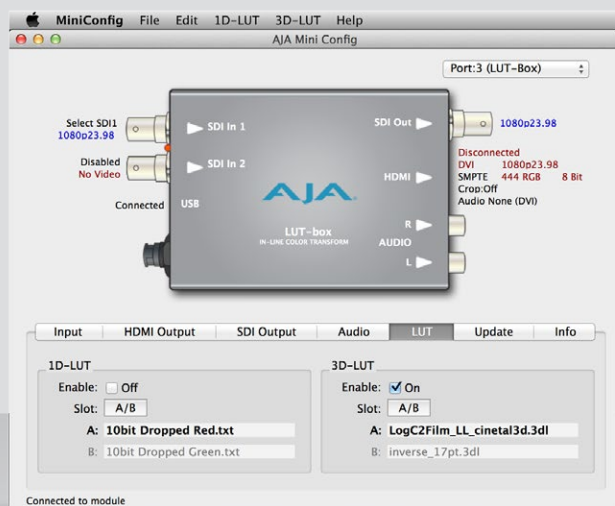 MiniConfig File Edit 1D-LUT 3D-LUT Help
AJA Mini Config
Port:3 (LUT-Box)
Select SDI1
1080p23.98
SDI In 1
SDI Out
1080p23.98
Disabled
No Video
SDI In 2
Disconnected
DVI 1080p23.98
SMPTE 444 RGB 8 Bit
Crop:Off
Audio None (DVI)
HDMI
Connected
USB
AJA
LUT-box
IN-LINE COLOR TRANSFORM
R
AUDIO
L
Input HDMI Output SDI Output Audio LUT Update Info
1D-LUT
Enable: Off
Slot: A/B
A: 10bit Dropped Red.txt
B: 10bit Dropped Green.txt
3D-LUT
Enable: On
Slot: A/B
A: LogC2Film_LL_cinetal3d.3dl
B: inverse_17pt.3dl
Connected to module